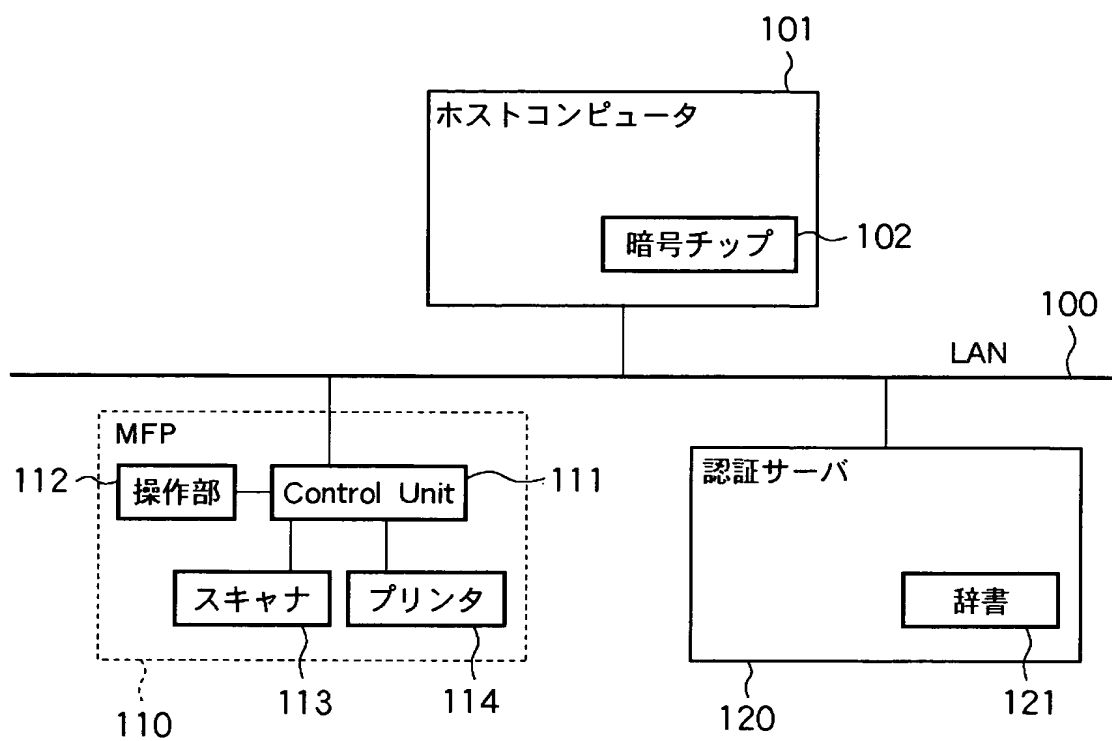 101
ホストコンピュータ
暗号チップ
102
100
LAN
MFP
認証サーバ
112
操作部
Control Unit
111
スキャナ
プリンタ
辞書
110
113
114
120
121